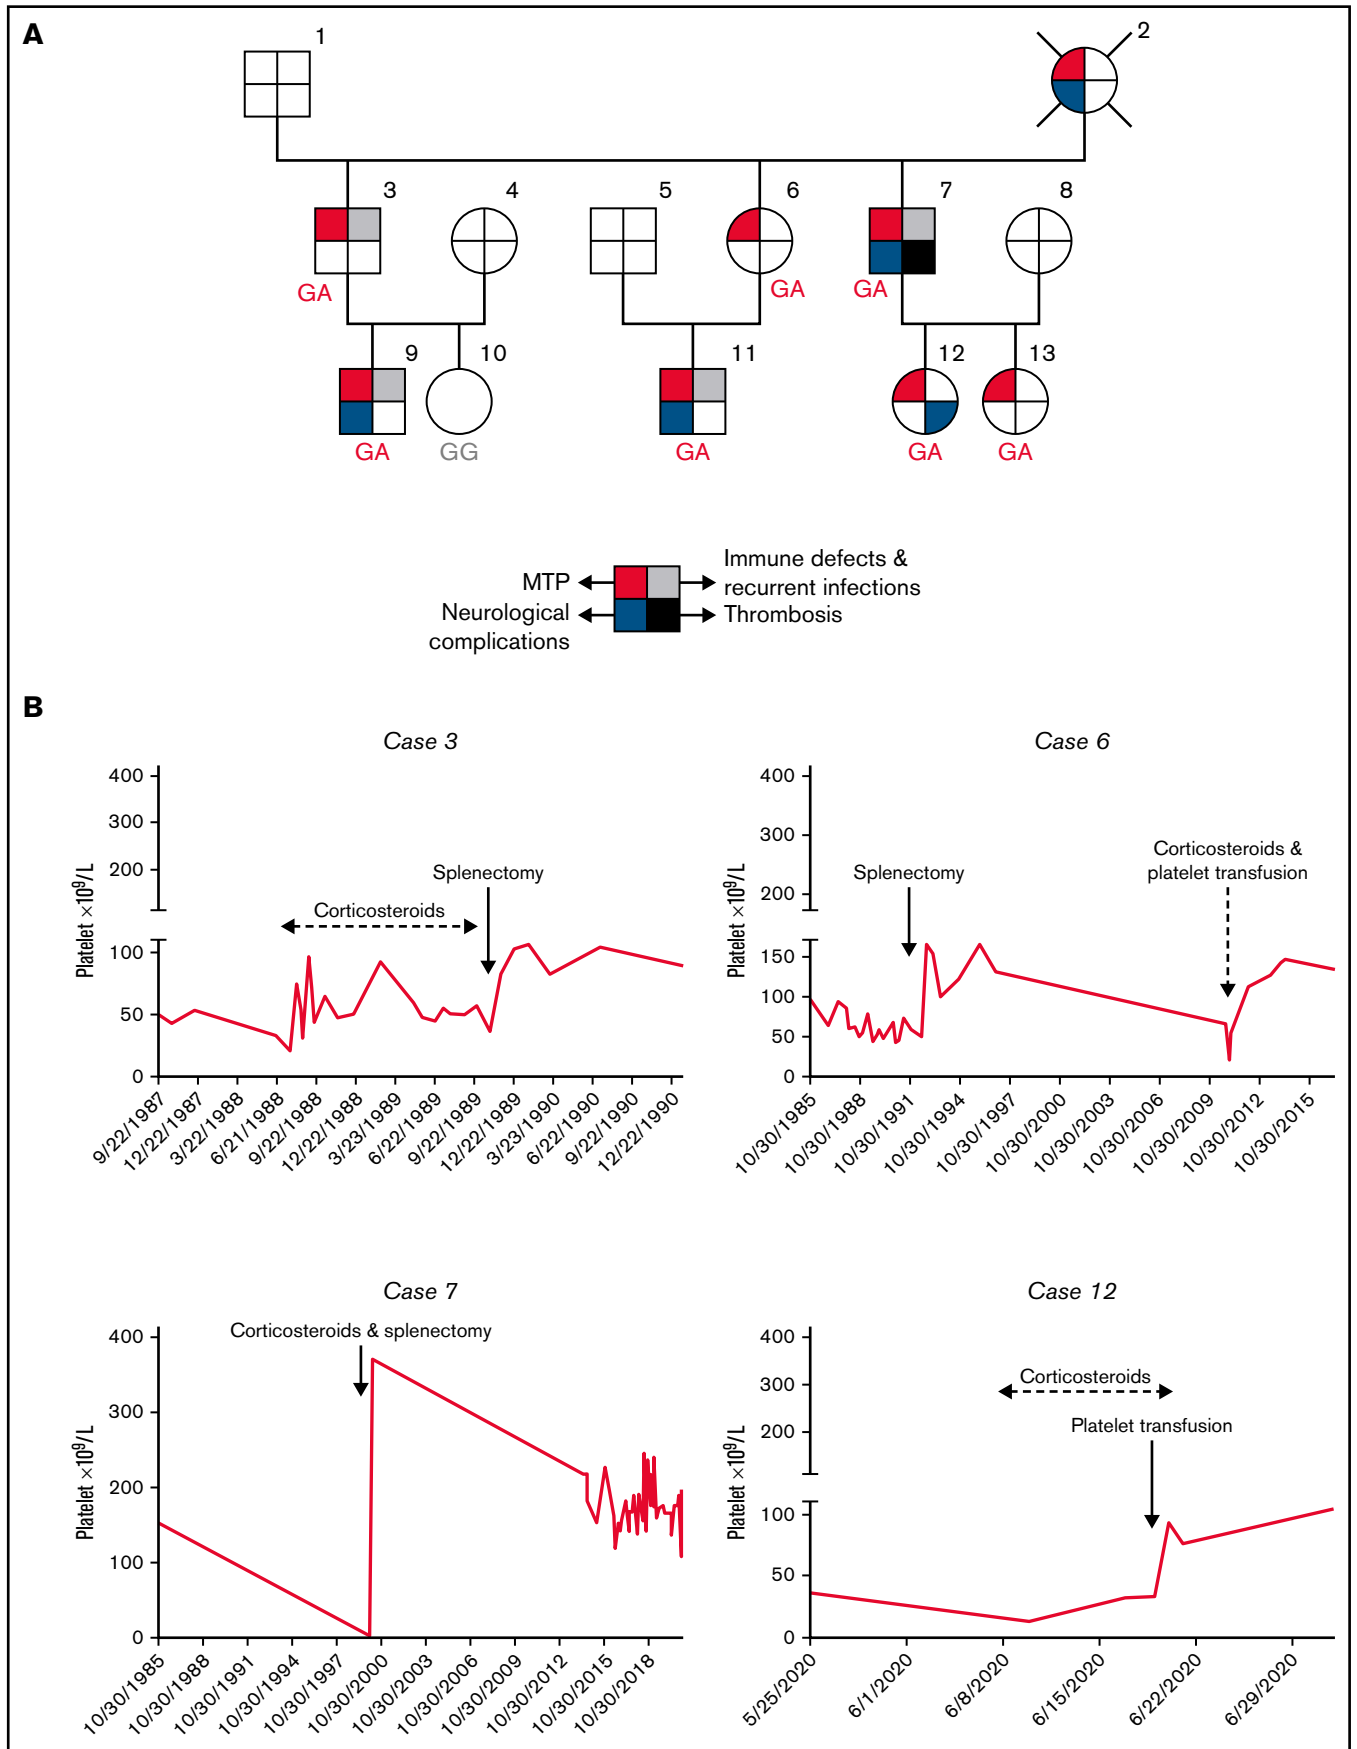 A
1
2
3
4
5
6
7
8
GA
GA
GA
9
10
11
12
13
GA
GG
GA
GA
GA
MTP
Immune defects &
recurrent infections
Neurological
complications
Thrombosis
B
Case 3
Platelet ×10⁹/L
400
300
200
100
50
0
Corticosteroids
Splenectomy
9/22/1987
12/22/1987
3/22/1988
6/21/1988
9/22/1988
12/22/1988
3/23/1989
6/22/1989
9/22/1989
12/22/1989
3/23/1990
6/22/1990
9/22/1990
12/22/1990
Case 6
Platelet ×10⁹/L
400
300
200
150
100
50
0
Splenectomy
Corticosteroids &
platelet transfusion
10/30/1985
10/30/1988
10/30/1991
10/30/1994
10/30/1997
10/30/2000
10/30/2003
10/30/2006
10/30/2009
10/30/2012
10/30/2015
Case 7
Platelet ×10⁹/L
400
300
200
100
0
Corticosteroids & splenectomy
10/30/1985
10/30/1988
10/30/1991
10/30/1994
10/30/1997
10/30/2000
10/30/2003
10/30/2006
10/30/2009
10/30/2012
10/30/2015
10/30/2018
Case 12
Platelet ×10⁹/L
400
300
200
100
50
0
Corticosteroids
Platelet transfusion
5/25/2020
6/1/2020
6/8/2020
6/15/2020
6/22/2020
6/29/2020